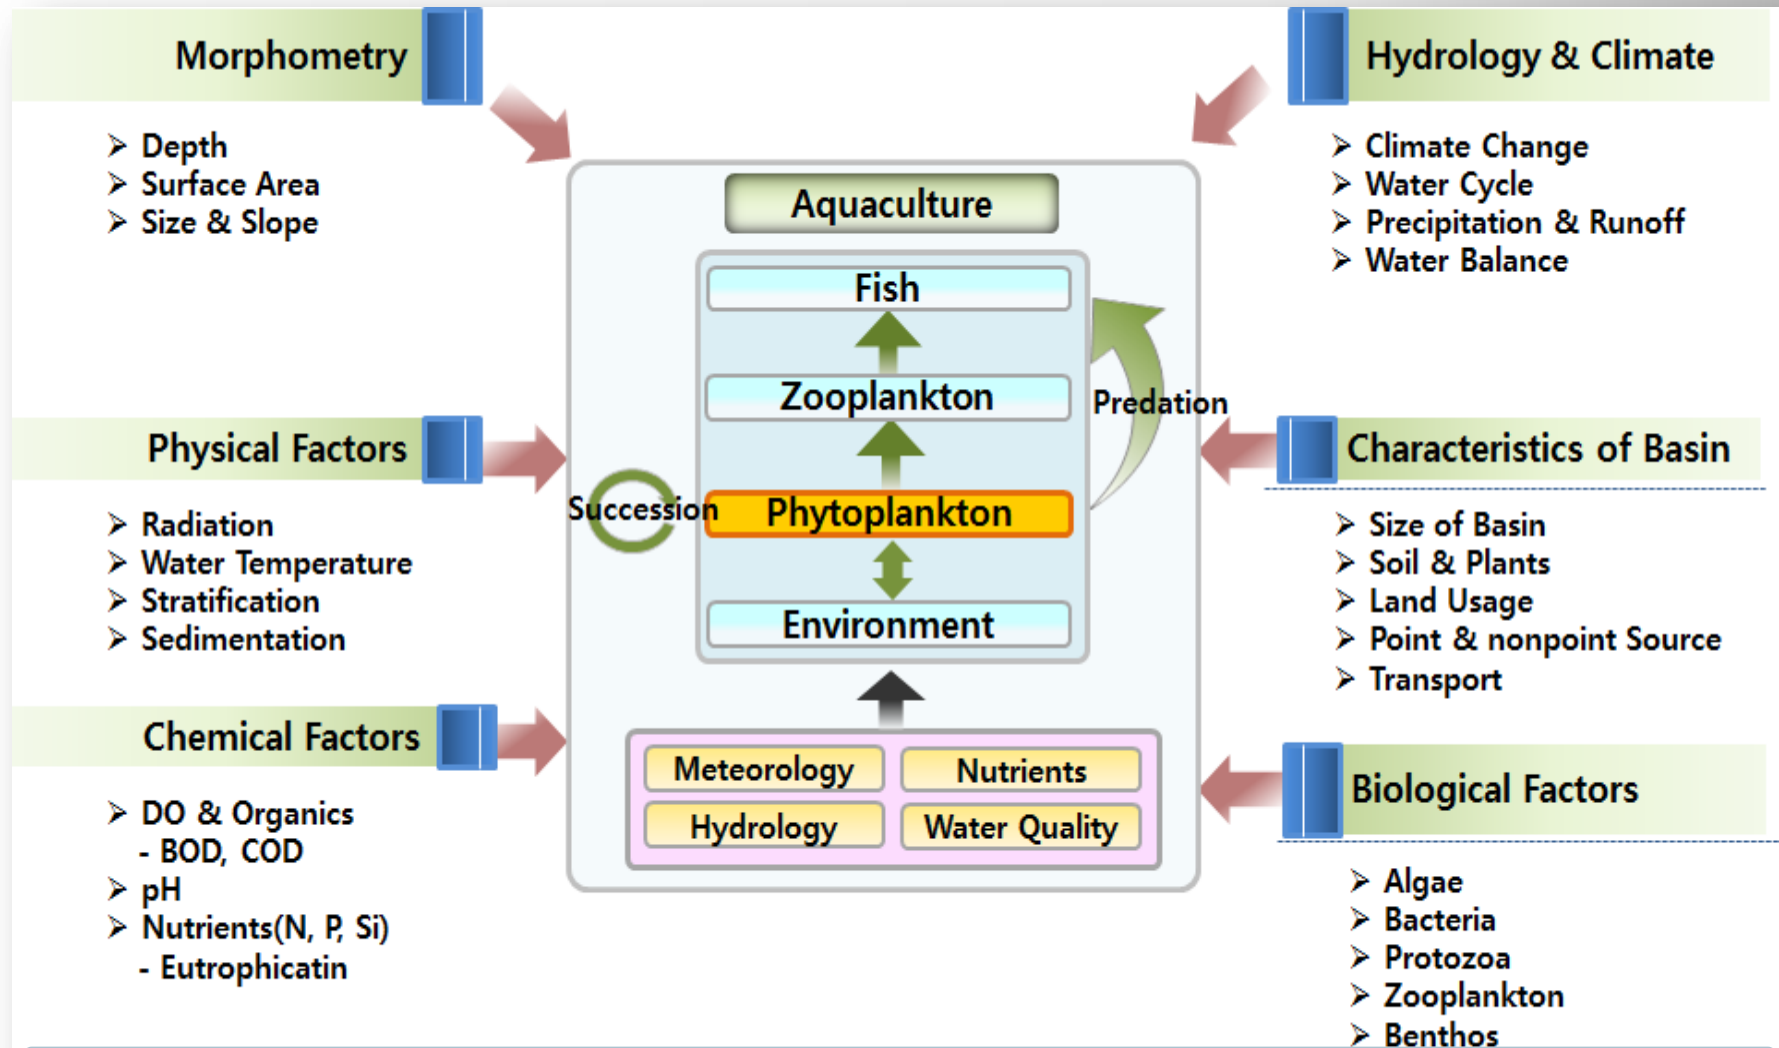 Morphometry
➢ Depth
➢ Surface Area
➢ Size & Slope
Physical Factors
➢ Radiation
➢ Water Temperature
➢ Stratification
➢ Sedimentation
Chemical Factors
➢ DO & Organics
- BOD, COD
➢ pH
➢ Nutrients(N, P, Si)
- Eutrophicatin
Aquaculture
Fish
Zooplankton
Predation
Succession
Phytoplankton
Environment
Meteorology
Nutrients
Hydrology
Water Quality
Hydrology & Climate
➢ Climate Change
➢ Water Cycle
➢ Precipitation & Runoff
➢ Water Balance
Characteristics of Basin
➢ Size of Basin
➢ Soil & Plants
➢ Land Usage
➢ Point & nonpoint Source
➢ Transport
Biological Factors
➢ Algae
➢ Bacteria
➢ Protozoa
➢ Zooplankton
➢ Benthos